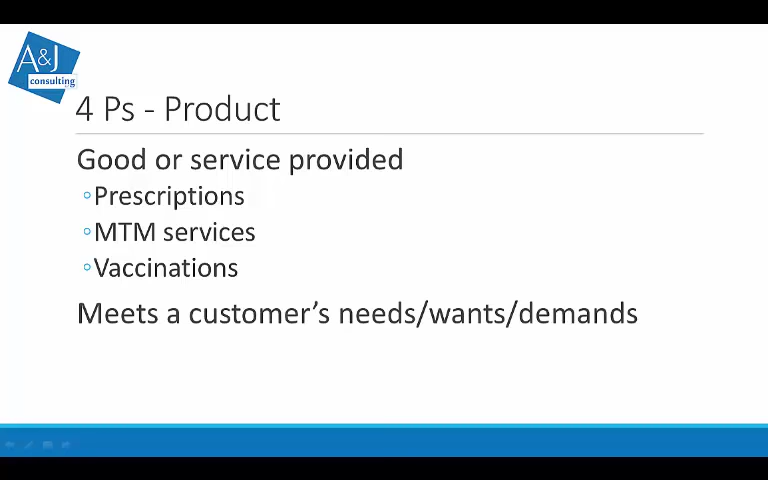 A&J
consulting
4 Ps - Product
Good or service provided
Prescriptions
MTM services
Vaccinations
Meets a customer’s needs/wants/demands